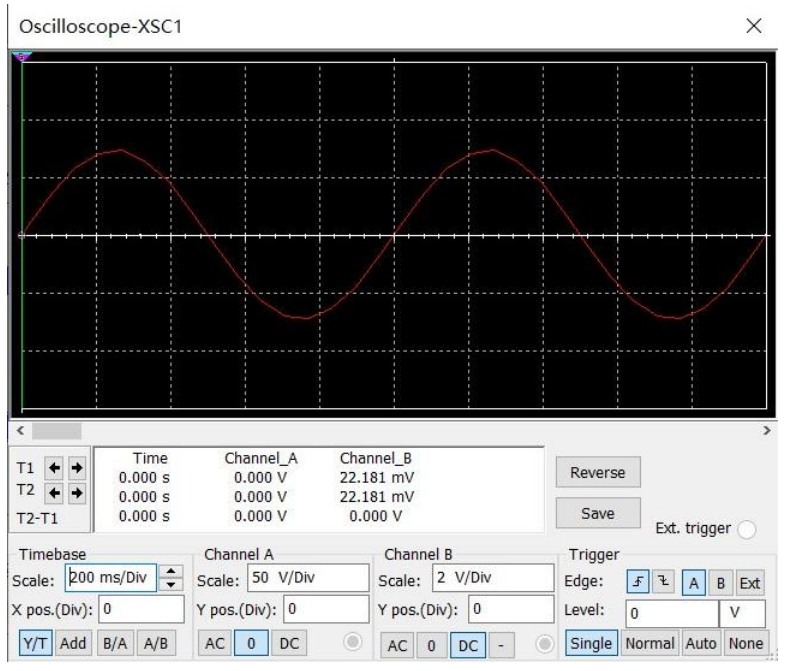 Oscilloscope-XSC1
T1
T2
T2-T1
Time Channel_A Channel_B
0.000 s 0.000 V 22.181 mV
0.000 s 0.000 V 22.181 mV
0.000 s 0.000 V 0.000 V
Reverse
Save
Ext. trigger
Timebase
Scale: 200 ms/Div
X pos.(Div): 0
Y/T Add B/A A/B
Channel A
Scale: 50 V/Div
Y pos.(Div): 0
AC 0 DC
Channel B
Scale: 2 V/Div
Y pos.(Div): 0
AC 0 DC -
Trigger
Edge: A B Ext
Level: 0 V
Single Normal Auto None